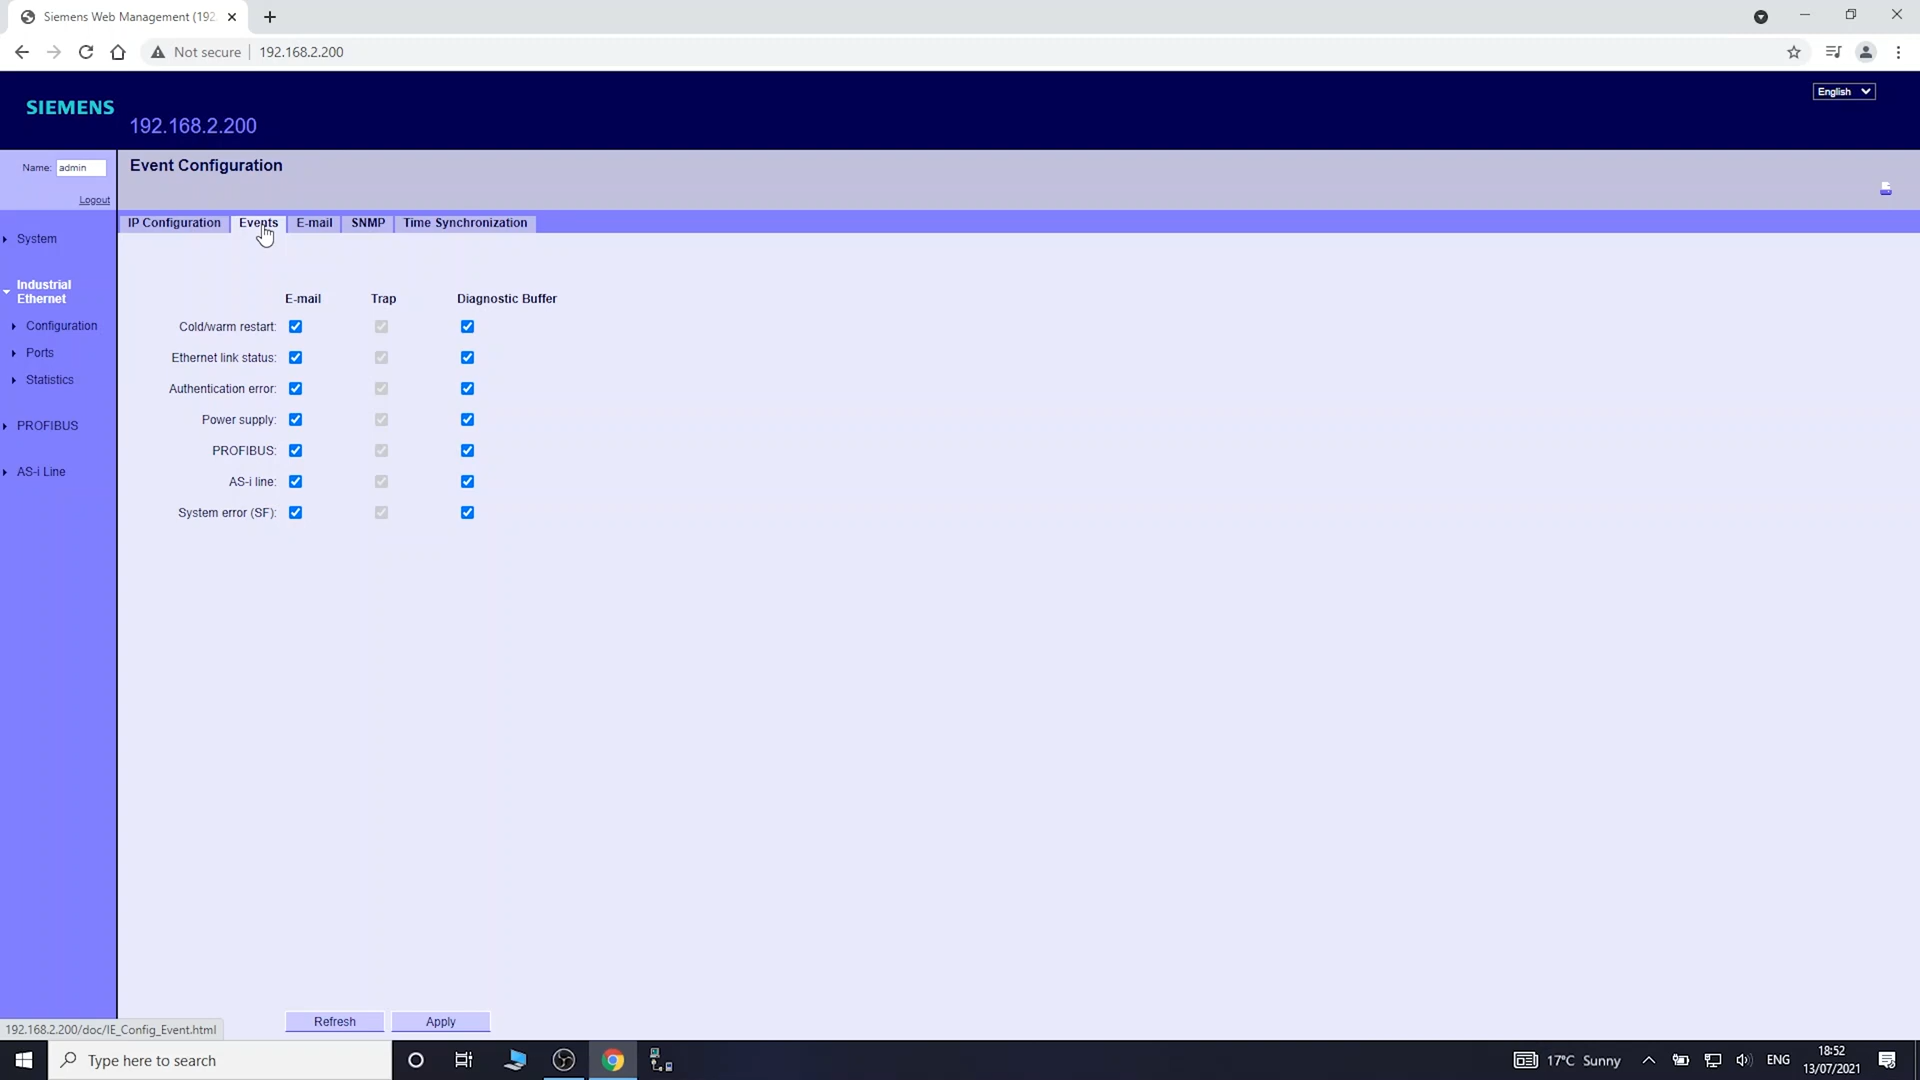 Siemens Web Management (192.
Not secure
192.168.2.200
SIEMENS
192.168.2.200
English
Name: admin
Logout
Event Configuration
IP Configuration
Events
E-mail
SNMP
Time Synchronization
System
Industrial
Ethernet
Configuration
Ports
Statistics
PROFIBUS
AS-i Line
E-mail
Trap
Diagnostic Buffer
Cold/warm restart:
Ethernet link status:
Authentication error:
Power supply:
PROFIBUS:
AS-i line:
System error (SF):
Refresh
Apply
192.168.2.200/doc/IE_Config_Event.html
Type here to search
17°C Sunny
ENG
18:52
13/07/2021